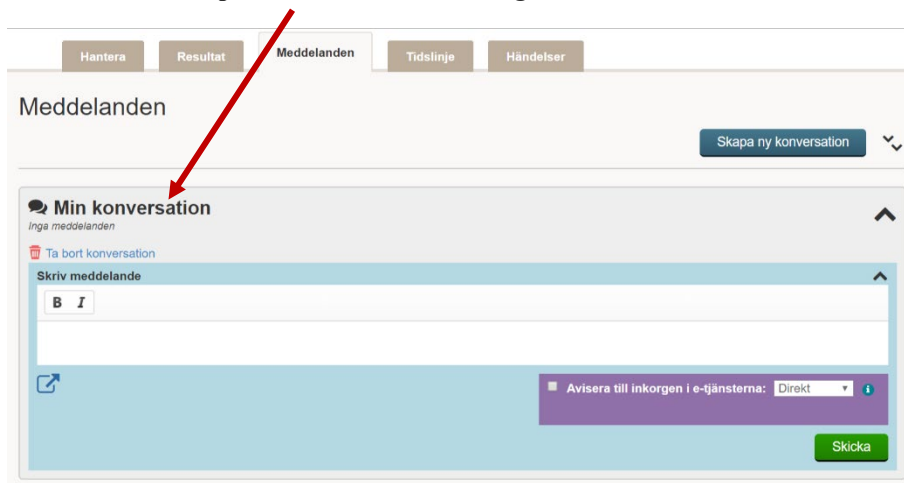 Hantera Resultat Meddelanden Tidslinje Händelser
Meddelanden
Skapa ny konversation
Min konversation
Inga meddelanden
Ta bort konversation
Skriv meddelande
B I
Avisera till inkorgen i e-tjänsterna: Direkt
Skicka